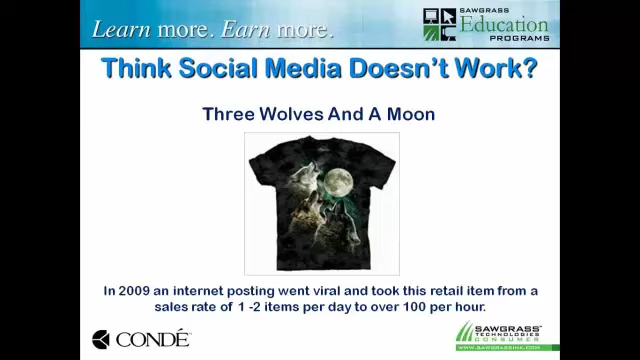 Learn more. Earn more.
SAWGRASS
Education
PROGRAMS
Think Social Media Doesn't Work?
Three Wolves And A Moon
In 2009 an internet posting went viral and took this retail item from a
sales rate of 1 -2 items per day to over 100 per hour.
CONDÉ™
SAWGRASS™
TECHNOLOGIES
CONSUMER
WWW.SAWGRASSINK.COM